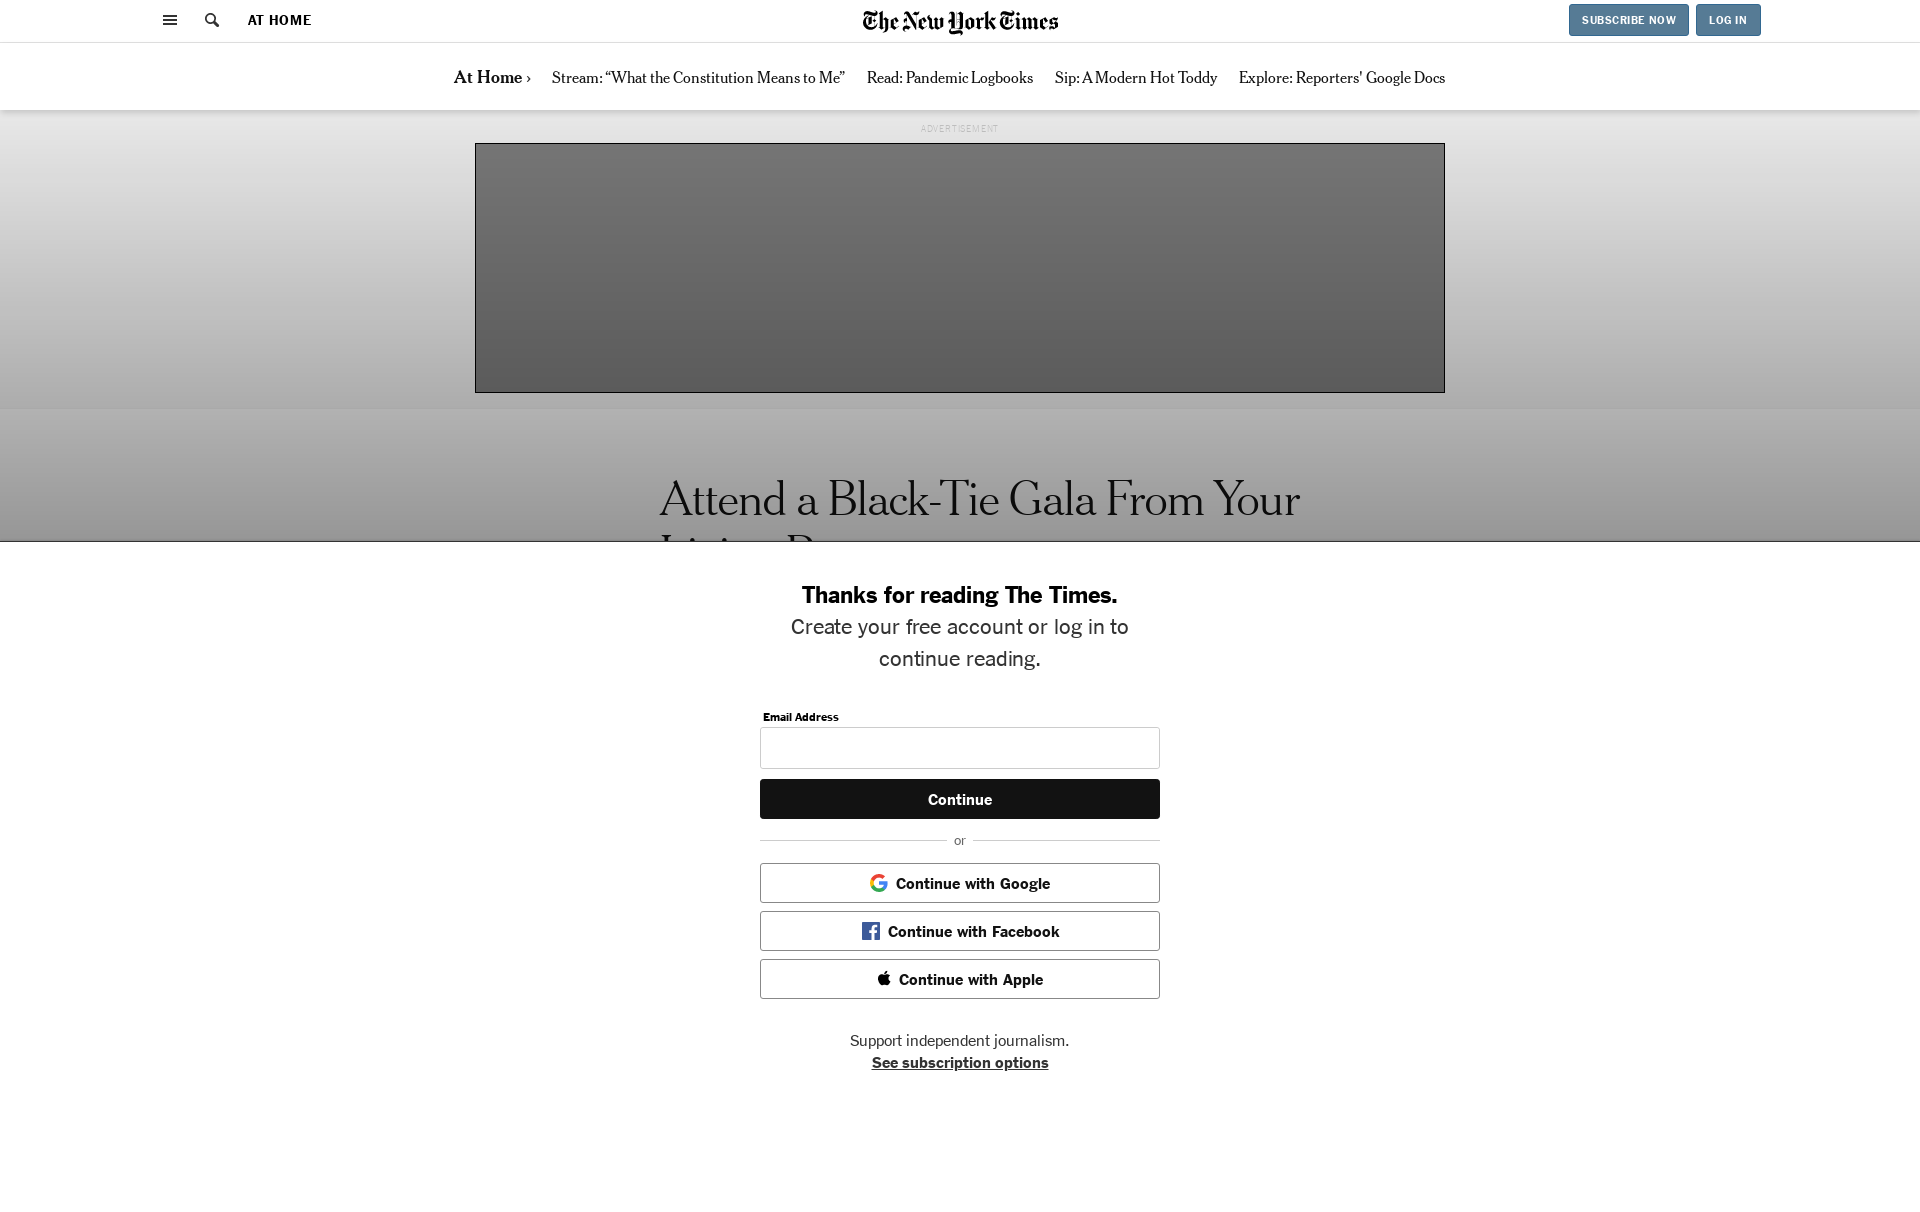 AT HOME
The New York Times
SUBSCRIBE NOW
LOG IN
At Home ›
Stream: “What the Constitution Means to Me”
Read: Pandemic Logbooks
Sip: A Modern Hot Toddy
Explore: Reporters' Google Docs
ADVERTISEMENT
Attend a Black-Tie Gala From Your
Thanks for reading The Times.
Create your free account or log in to
continue reading.
Email Address
Continue
or
Continue with Google
Continue with Facebook
Continue with Apple
Support independent journalism.
See subscription options